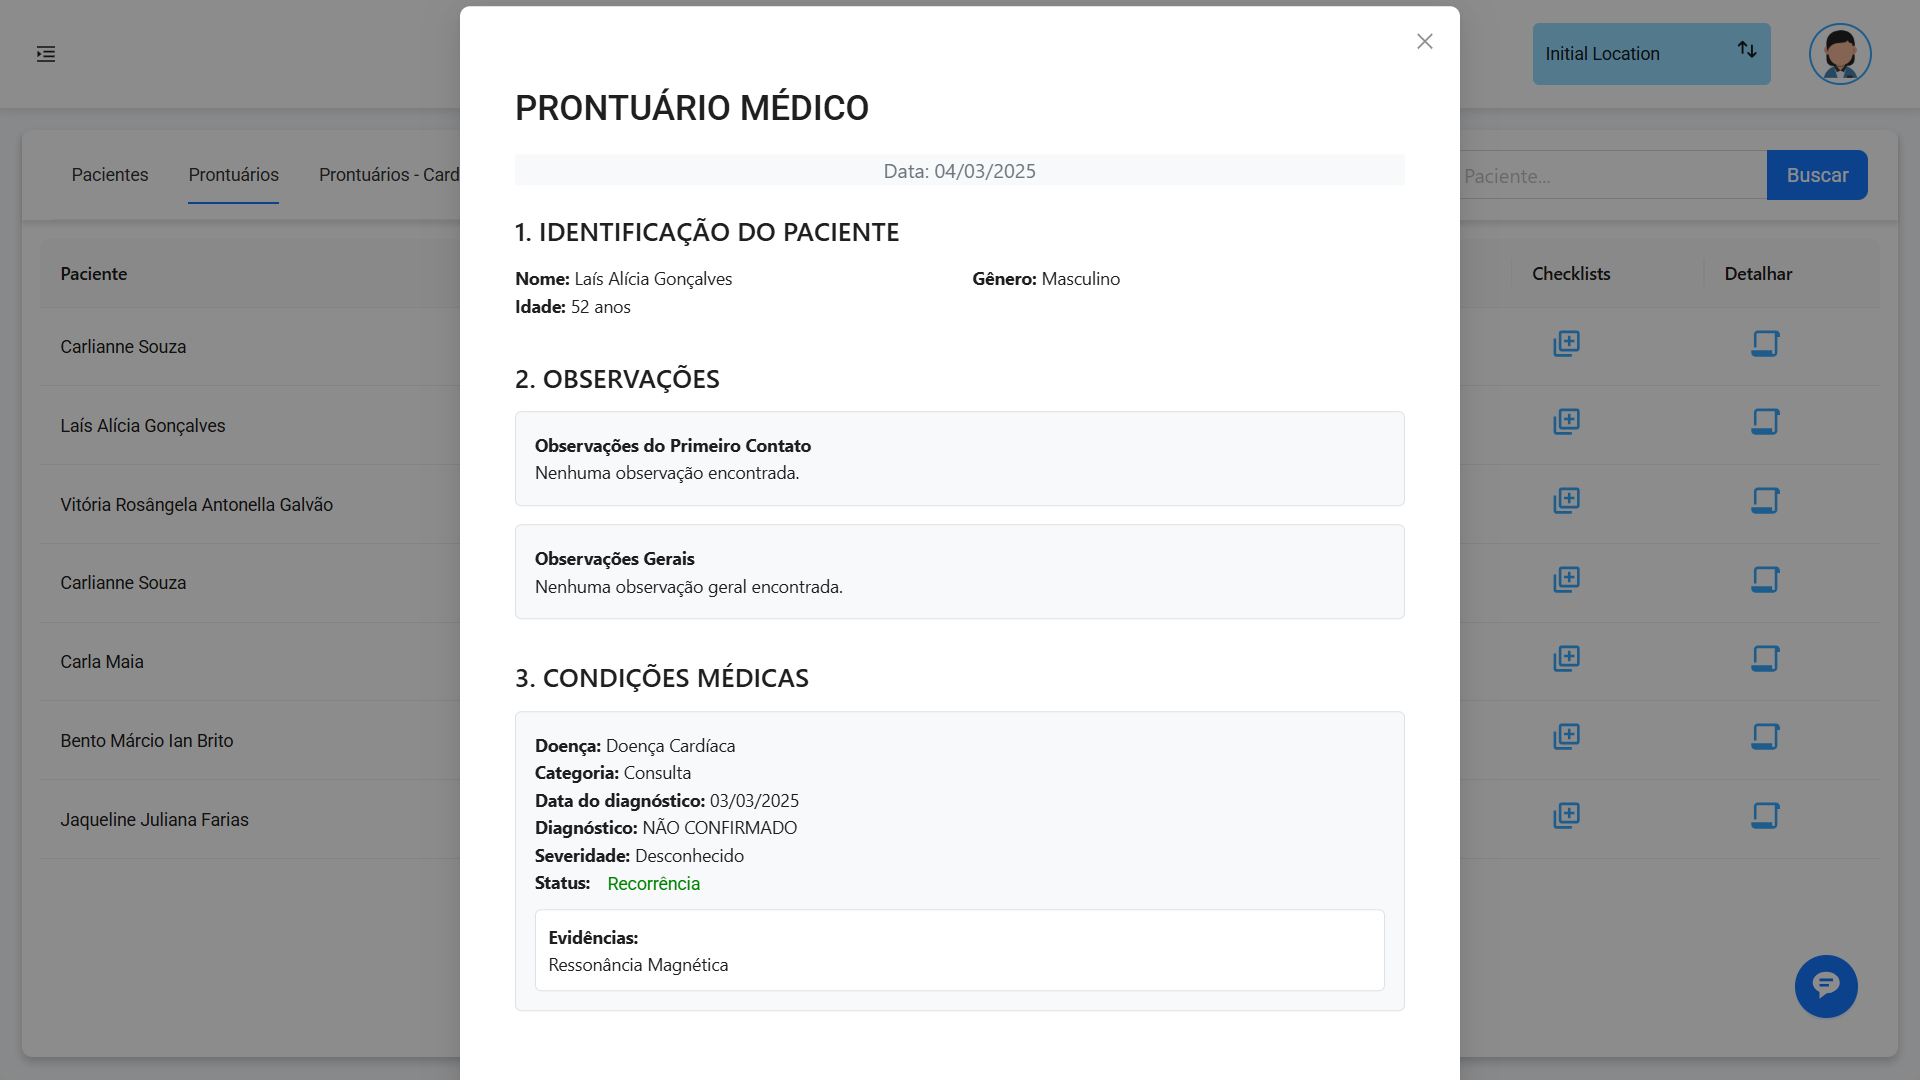 Initial Location
Pacientes
Prontuários
Prontuários - Card
Paciente...
Buscar
Paciente
Checklists
Detalhar
Carlianne Souza
Laís Alícia Gonçalves
Vitória Rosângela Antonella Galvão
Carlianne Souza
Carla Maia
Bento Márcio Ian Brito
Jaqueline Juliana Farias
PRONTUÁRIO MÉDICO
Data: 04/03/2025
1. IDENTIFICAÇÃO DO PACIENTE
Nome: Laís Alícia Gonçalves
Gênero: Masculino
Idade: 52 anos
2. OBSERVAÇÕES
Observações do Primeiro Contato
Nenhuma observação encontrada.
Observações Gerais
Nenhuma observação geral encontrada.
3. CONDIÇÕES MÉDICAS
Doença: Doença Cardíaca
Categoria: Consulta
Data do diagnóstico: 03/03/2025
Diagnóstico: NÃO CONFIRMADO
Severidade: Desconhecido
Status: Recorrência
Evidências:
Ressonância Magnética